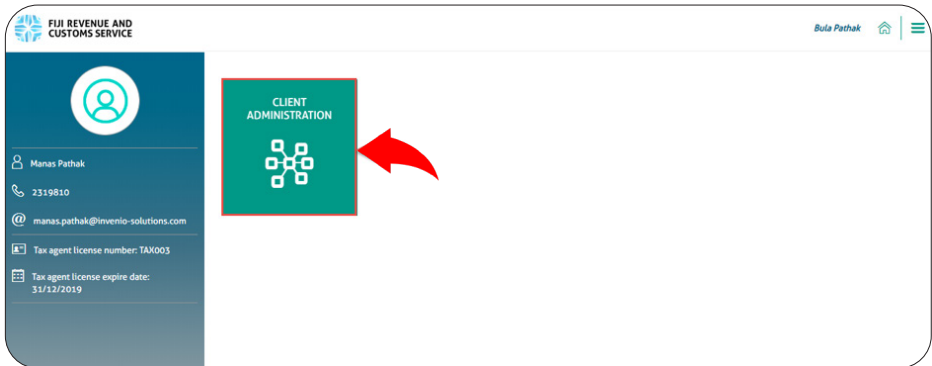 FIJI REVENUE AND
CUSTOMS SERVICE
Bula Pathak
CLIENT
ADMINISTRATION
Manas Pathak
2319810
manas.pathak@invenio-solutions.com
Tax agent license number: TAX003
Tax agent license expire date:
31/12/2019